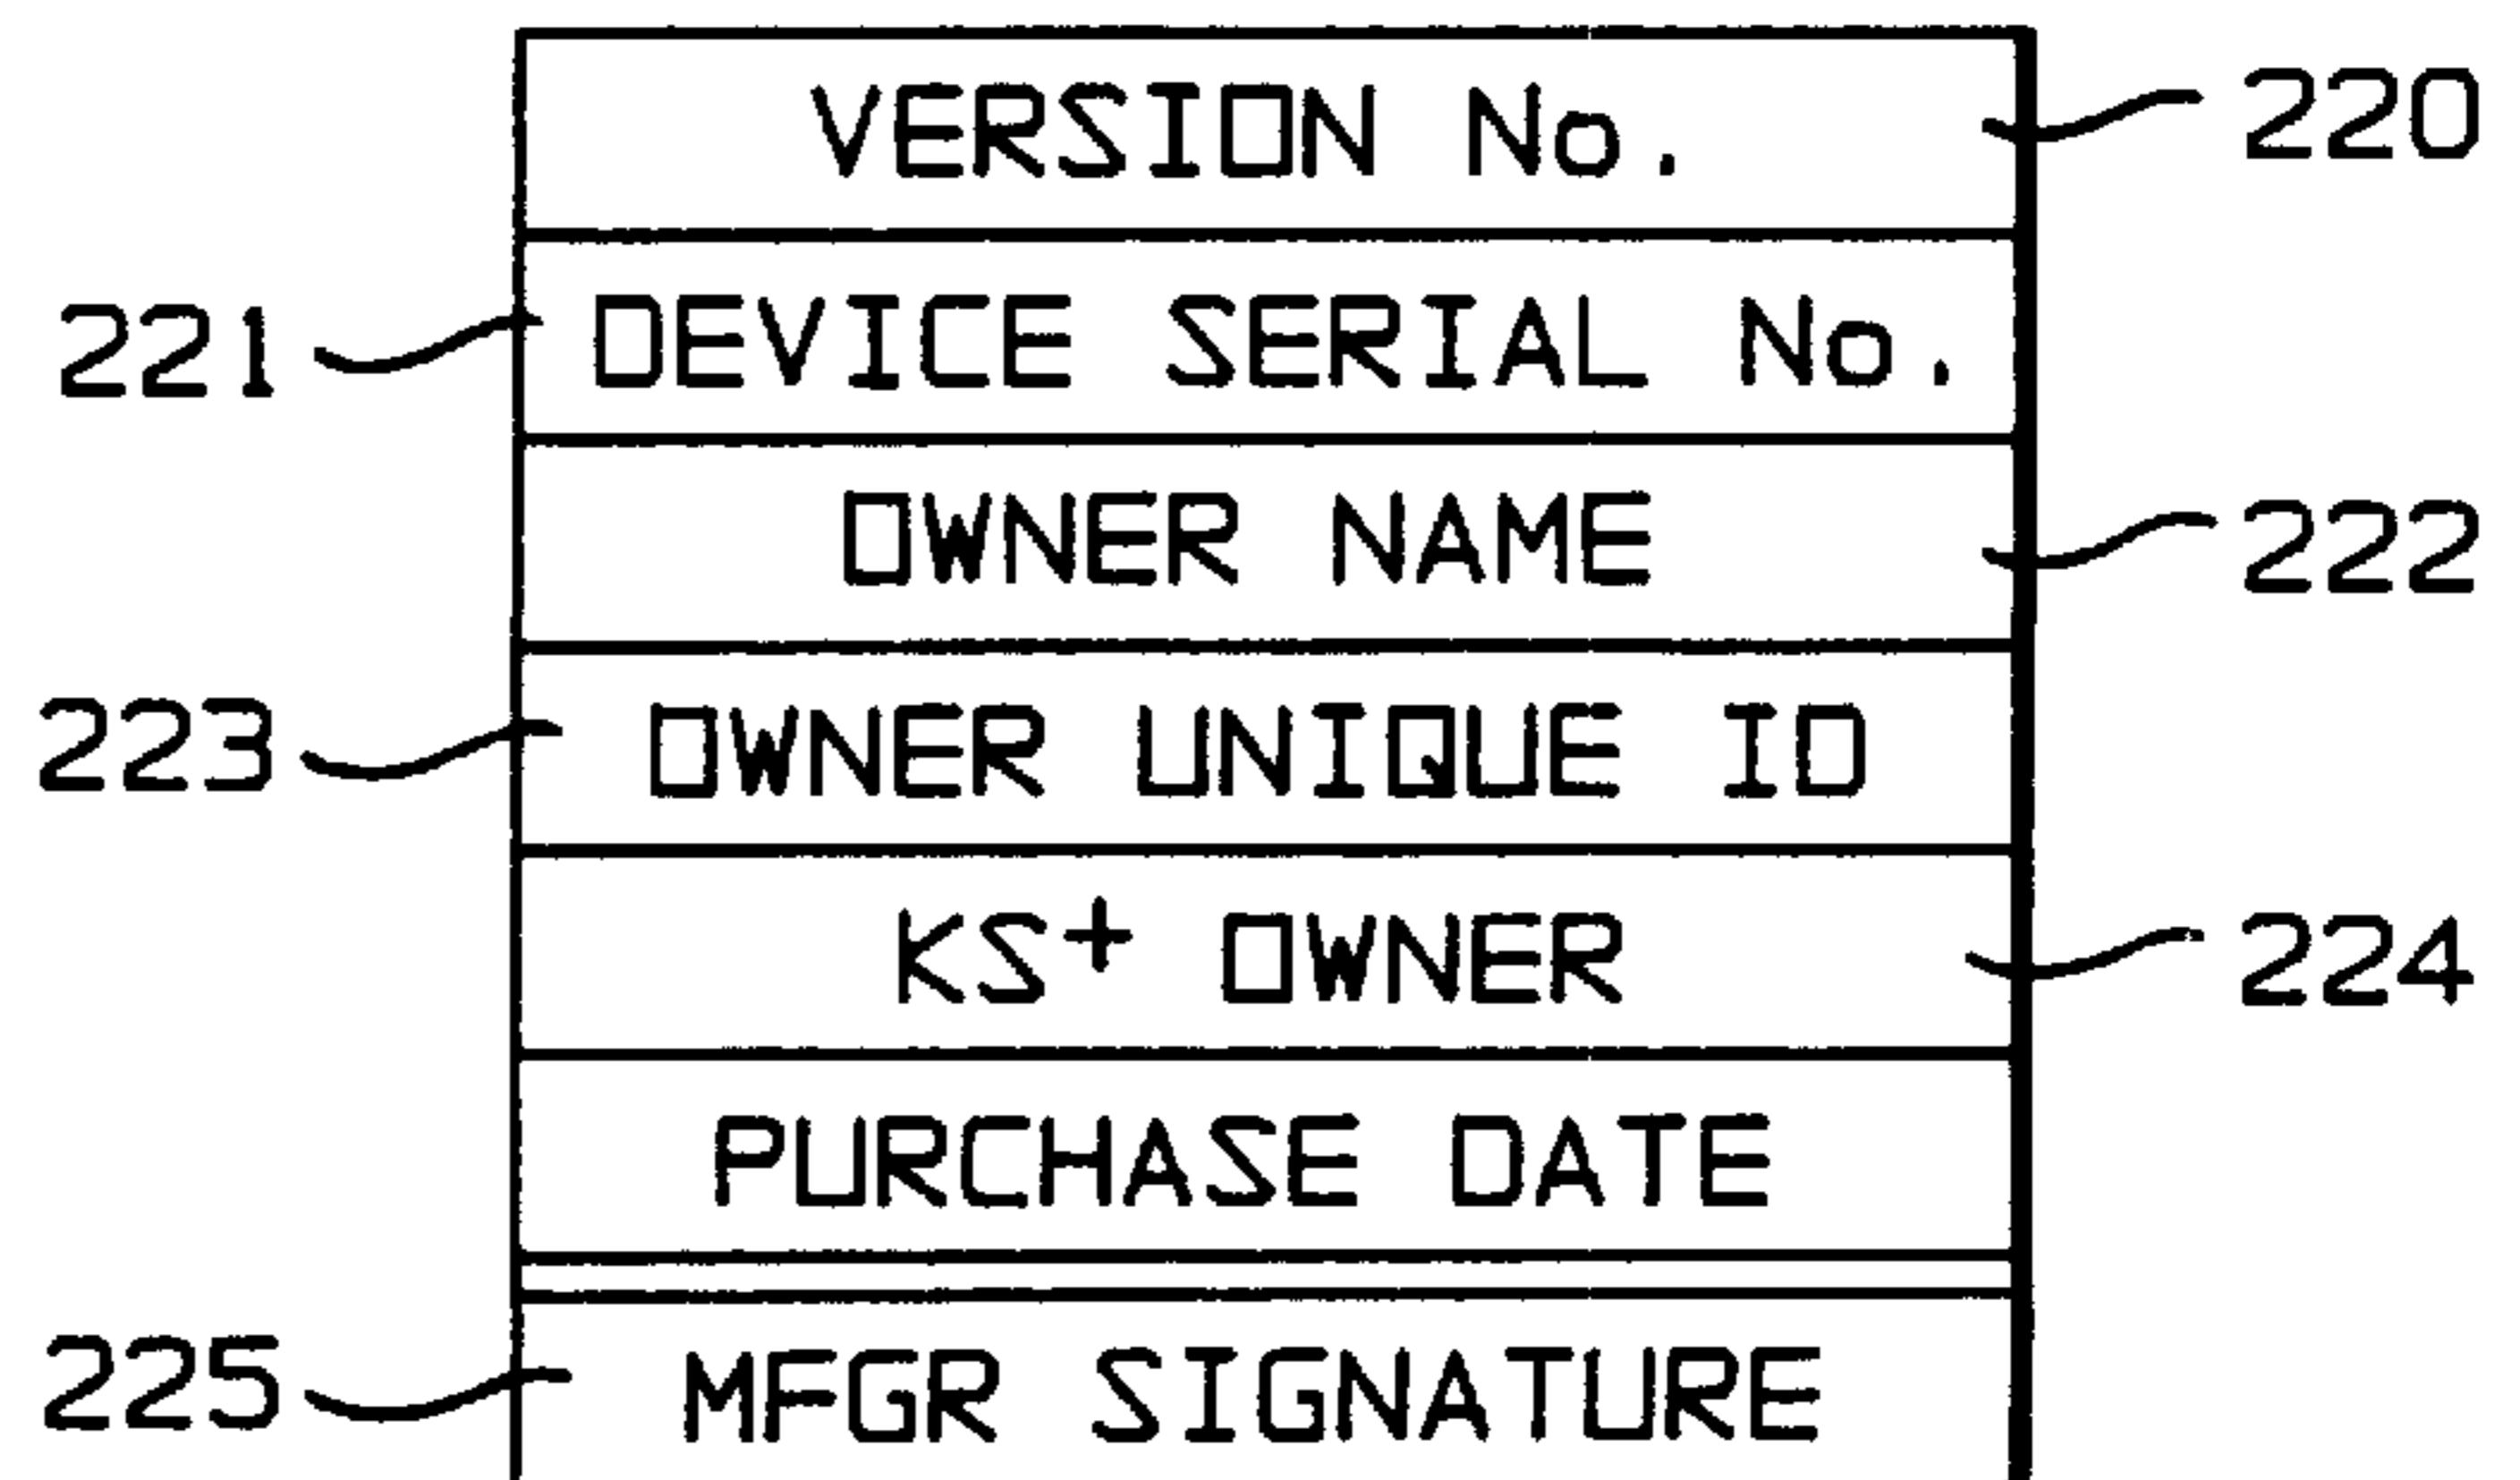 VERSION No. 220
221 DEVICE SERIAL No.
OWNER NAME 222
223 OWNER UNIQUE ID
KS+ OWNER 224
PURCHASE DATE
225 MFGR SIGNATURE